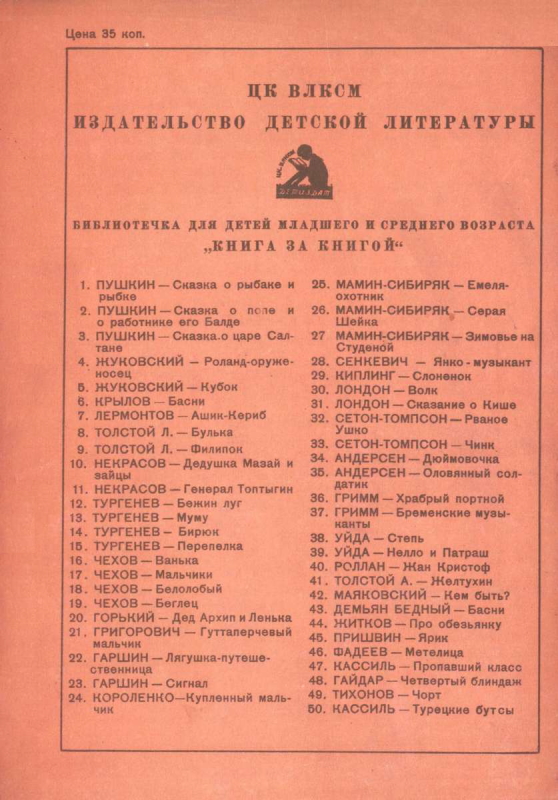 Цена 35 коп.
ЦК ВЛКСМ
ИЗДАТЕЛЬСТВО ДЕТСКОЙ ЛИТЕРАТУРЫ
ЦК ВЛКСМ
ДЕТИЗДАТ
БИБЛИОТЕЧКА ДЛЯ ДЕТЕЙ МЛАДШЕГО И СРЕДНЕГО ВОЗРАСТА
„КНИГА ЗА КНИГОЙ“
1. ПУШКИН — Сказка о рыбаке и
рыбке
2. ПУШКИН — Сказка о попе и
о работнике его Балде
3. ПУШКИН — Сказка о царе Сал-
тане
4. ЖУКОВСКИЙ — Роланд-оруже-
носец
5. ЖУКОВСКИЙ — Кубок
6. КРЫЛОВ — Басни
7. ЛЕРМОНТОВ — Ашик-Кериб
8. ТОЛСТОЙ Л. — Булька
9. ТОЛСТОЙ Л. — Филипок
10. НЕКРАСОВ — Дедушка Мазай и
зайцы
11. НЕКРАСОВ — Генерал Топтыгин
12. ТУРГЕНЕВ — Бежин луг
13. ТУРГЕНЕВ — Муму
14. ТУРГЕНЕВ — Бирюк
15. ТУРГЕНЕВ — Перепелка
16. ЧЕХОВ — Ванька
17. ЧЕХОВ — Мальчики
18. ЧЕХОВ — Белолобый
19. ЧЕХОВ — Беглец
20. ГОРЬКИЙ — Дед Архип и Ленька
21. ГРИГОРОВИЧ — Гуттаперчевый
мальчик
22. ГАРШИН — Лягушка-путеше-
ственница
23. ГАРШИН — Сигнал
24. КОРОЛЕНКО — Купленный маль-
чик
25. МАМИН-СИБИРЯК — Емеля-
охотник
26. МАМИН-СИБИРЯК — Серая
Шейка
27 МАМИН-СИБИРЯК — Зимовье на
Студеной
28. СЕНКЕВИЧ — Янко-музыкант
29. КИПЛИНГ — Слоненок
30. ЛОНДОН — Волк
31. ЛОНДОН — Сказание о Кише
32. СЕТОН-ТОМПСОН — Рваное
Ушко
33. СЕТОН-ТОМПСОН — Чинк
34. АНДЕРСЕН — Дюймовочка
35. АНДЕРСЕН — Оловянный сол-
датик
36. ГРИММ — Храбрый портной
37. ГРИММ — Бременские музы-
канты
38. УЙДА — Степь
39. УЙДА — Нелло и Патраш
40. РОЛЛАН — Жан Кристоф
41. ТОЛСТОЙ А. — Желтухин
42. МАЯКОВСКИЙ — Кем быть?
43. ДЕМЬЯН БЕДНЫЙ — Басни
44. ЖИТКОВ — Про обезьянку
45. ПРИШВИН — Ярик
46. ФАДЕЕВ — Метелица
47. КАССИЛЬ — Пропавший класс
48. ГАЙДАР — Четвертый блиндаж
49. ТИХОНОВ — Чорт
50. КАССИЛЬ — Турецкие бутсы